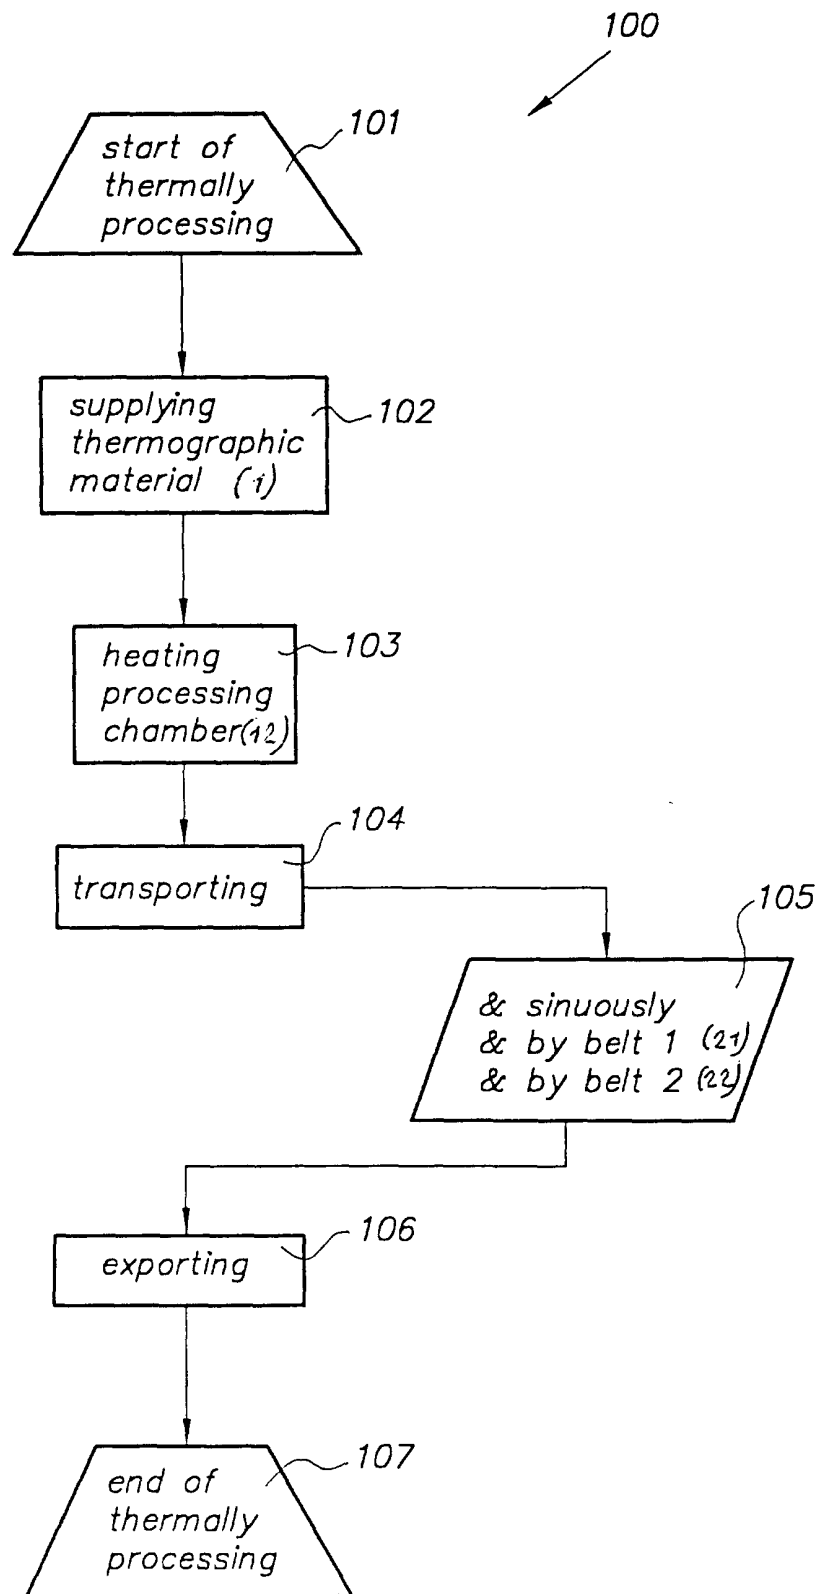 100
101
start of
thermally
processing
102
supplying
thermographic
material (1)
103
heating
processing
chamber(12)
104
transporting
105
& sinuously
& by belt 1 (21)
& by belt 2 (22)
106
exporting
107
end of
thermally
processing